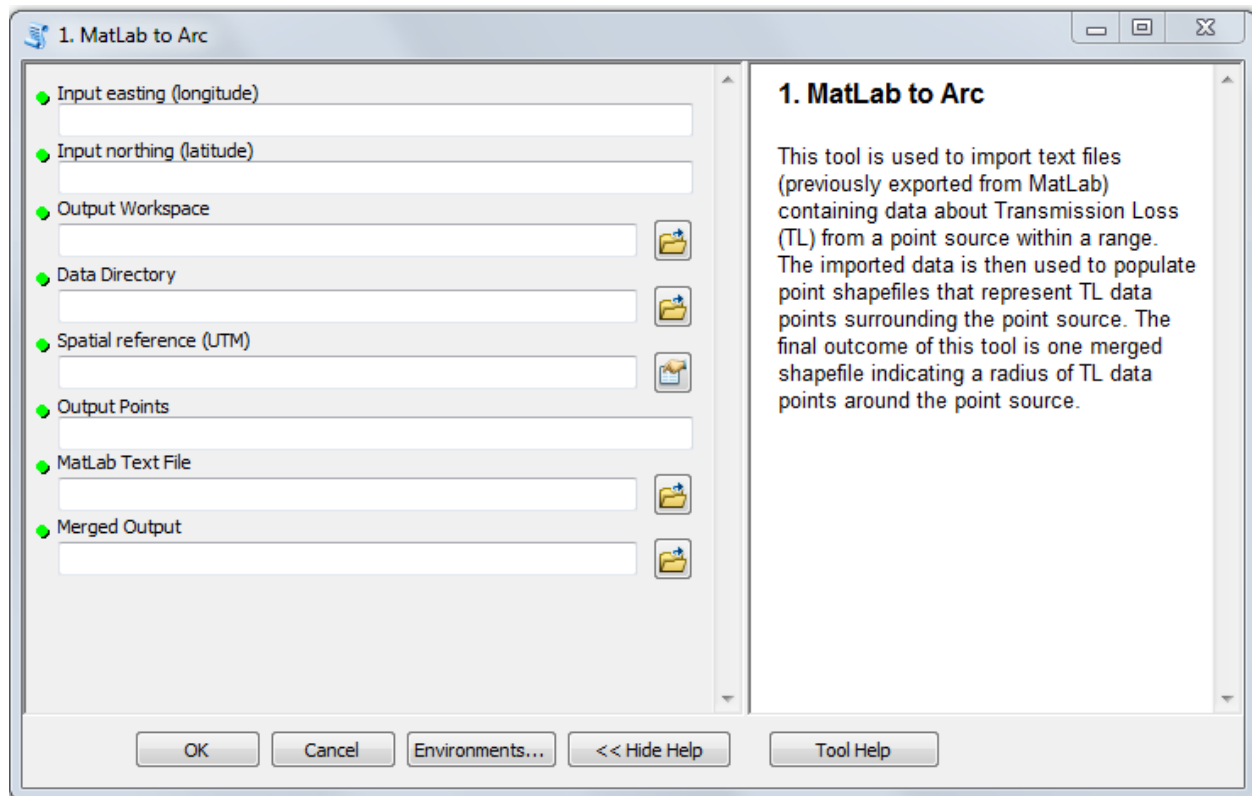 1. MatLab to Arc
Input easting (longitude)
Input northing (latitude)
Output Workspace
Data Directory
Spatial reference (UTM)
Output Points
MatLab Text File
Merged Output
1. MatLab to Arc
This tool is used to import text files
(previously exported from MatLab)
containing data about Transmission Loss
(TL) from a point source within a range.
The imported data is then used to populate
point shapefiles that represent TL data
points surrounding the point source. The
final outcome of this tool is one merged
shapefile indicating a radius of TL data
points around the point source.
OK Cancel Environments... << Hide Help Tool Help